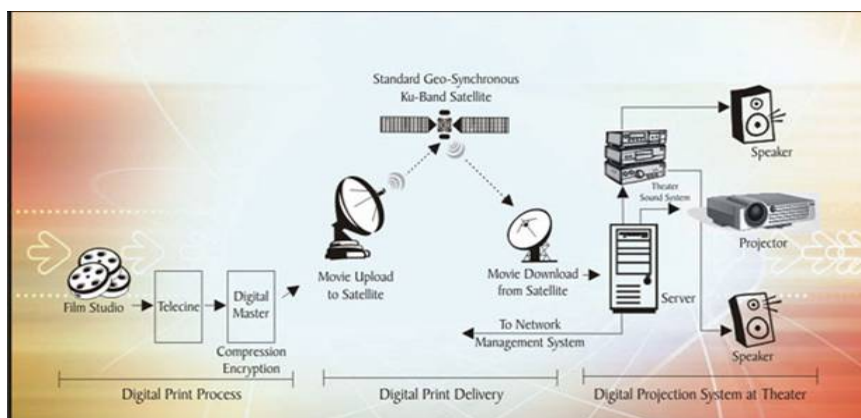 Standard Geo-Synchronous
Ku-Band Satellite
Speaker
Theater
Sound System
Projector
Movie Upload
to Satellite
Movie Download
from Satellite
Film Studio
Telecine
Digital
Master
Server
To Network
Management System
Compression
Encryption
Speaker
Digital Print Process
Digital Print Delivery
Digital Projection System at Theater